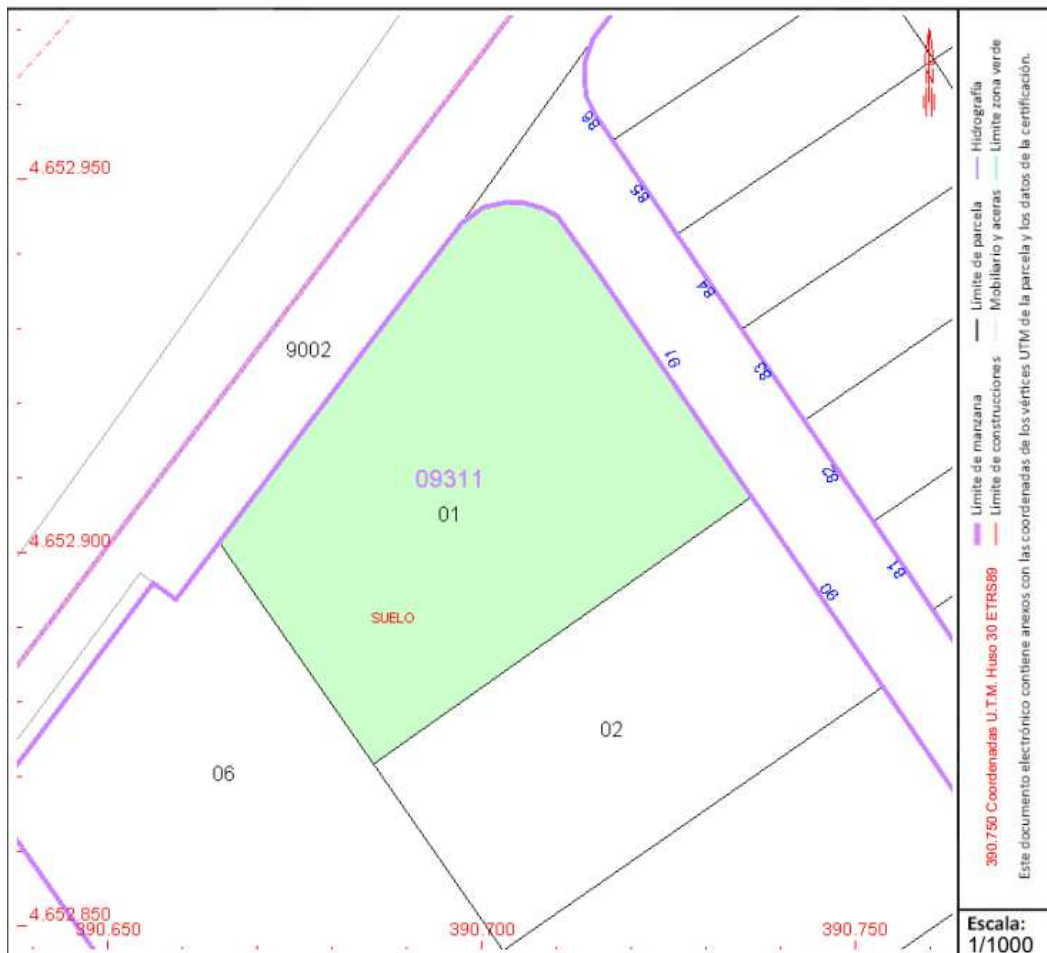 4.652.950
4.652.900
4.652.850
390.650
390.700
390.750
9002
09311
01
SUELO
02
06
86
85
84
83
82
81
91
90
Límite de manzana
Límite de parcela
Hidrografía
Límite de construcciones
Mobiliario y aceras
Límite zona verde
390.750 Coordenadas U.T.M. Huso 30 ETRS89
Este documento electrónico contiene anexos con las coordenadas de los vértices UTM de la parcela y los datos de la certificación.
Escala:
1/1000